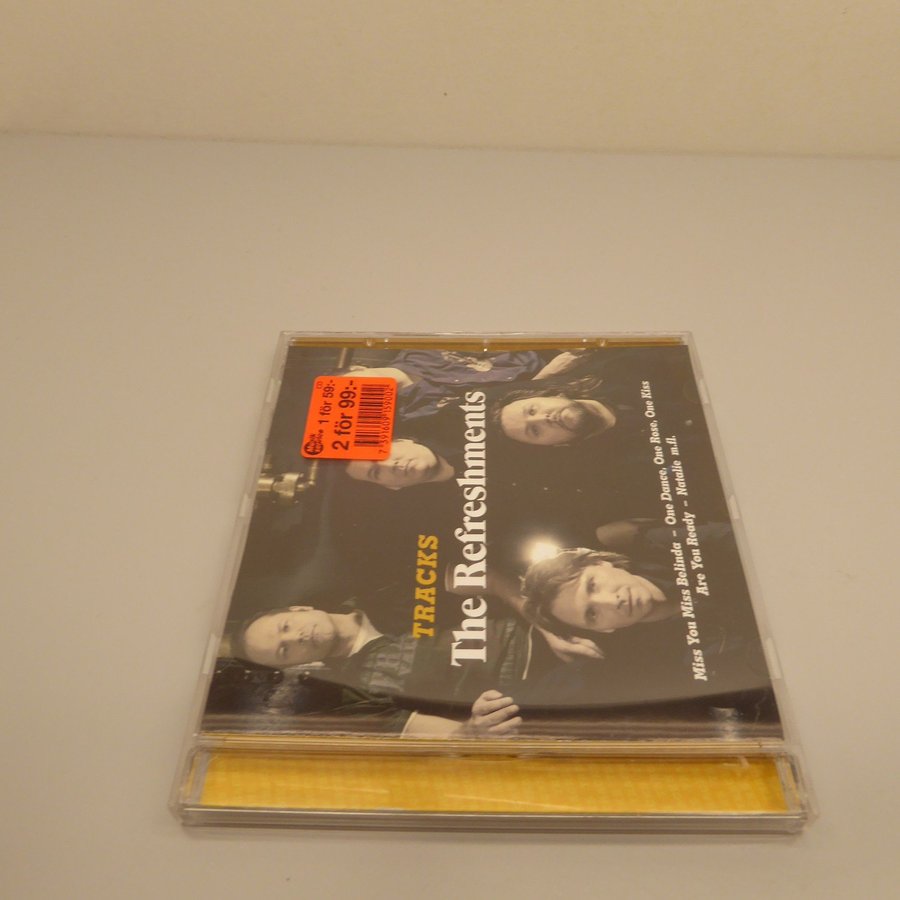 TRACKS
The Refreshments
Miss You Miss Belinda – One Dance, One Rose, One Kiss
Are You Ready – Natalie m.fl.
CD
1 för 59:-
2 för 99:-